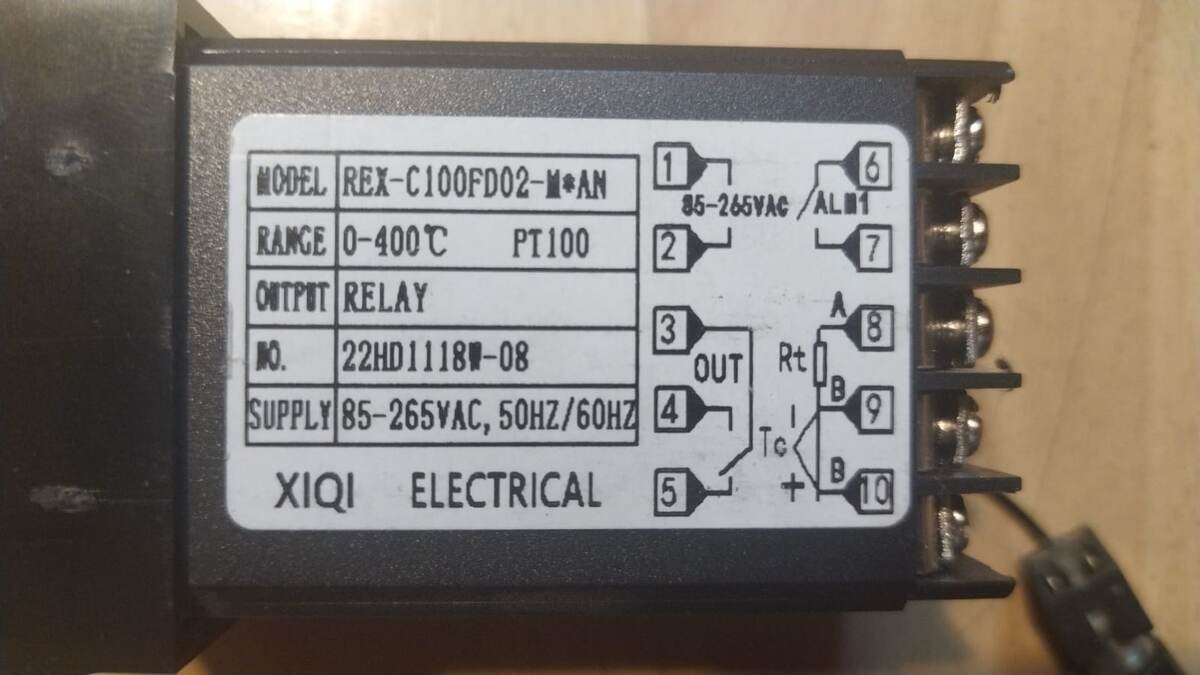 MODEL REX-C100FD02-M*AN
RANGE 0-400℃ PT100
OUTPUT RELAY
NO. 22HD1118W-08
SUPPLY 85-265VAC, 50HZ/60HZ
XIQI ELECTRICAL
1 6
85-265VAC ALM1
2 7
3 A 8
OUT Rt
4 - B 9
Tc
5 + B 10